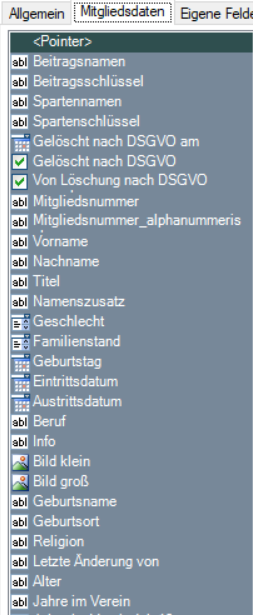 Allgemein Mitgliedsdaten Eigene Felde
<Pointer>
abl Beitragsnamen
abl Beitragsschlüssel
abl Spartennamen
abl Spartenschlüssel
Gelöscht nach DSGVO am
Gelöscht nach DSGVO
Von Löschung nach DSGVO
abl Mitgliedsnummer
abl Mitgliedsnummer_alphanummeris
abl Vorname
abl Nachname
abl Titel
abl Namenszusatz
Geschlecht
Familienstand
Geburtstag
Eintrittsdatum
Austrittsdatum
abl Beruf
abl Info
Bild klein
Bild groß
abl Geburtsname
abl Geburtsort
abl Religion
abl Letzte Änderung von
abl Alter
abl Jahre im Verein